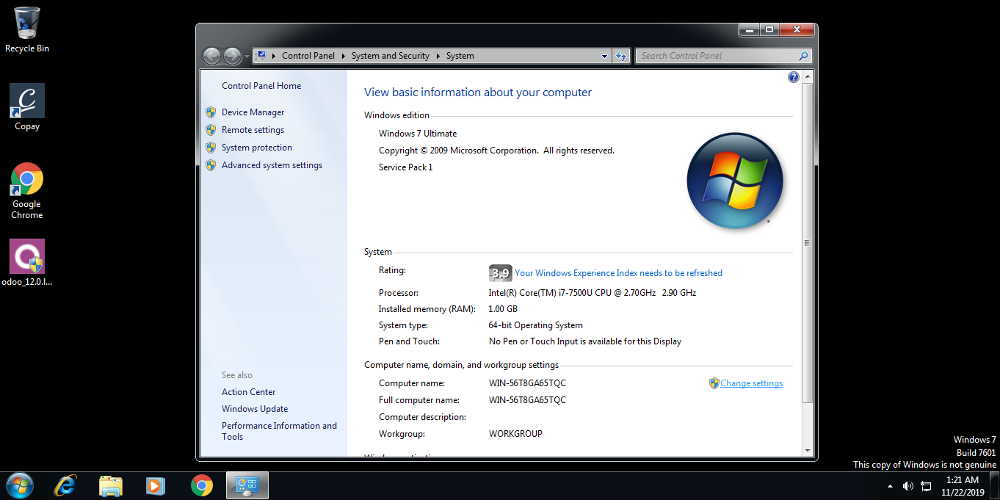 Recycle Bin
Copay
Google
Chrome
odoo_12.0.l...
Control Panel
System and Security
System
Search Control Panel
Control Panel Home
Device Manager
Remote settings
System protection
Advanced system settings
See also
Action Center
Windows Update
Performance Information and
Tools
View basic information about your computer
Windows edition
Windows 7 Ultimate
Copyright © 2009 Microsoft Corporation. All rights reserved.
Service Pack 1
System
Rating:
3.9 Your Windows Experience Index needs to be refreshed
Processor: Intel(R) Core(TM) i7-7500U CPU @ 2.70GHz 2.90 GHz
Installed memory (RAM): 1.00 GB
System type: 64-bit Operating System
Pen and Touch: No Pen or Touch Input is available for this Display
Computer name, domain, and workgroup settings
Computer name: WIN-56T8GA65TQC Change settings
Full computer name: WIN-56T8GA65TQC
Computer description:
Workgroup: WORKGROUP
Windows 7
Build 7601
This copy of Windows is not genuine
1:21 AM
11/22/2019